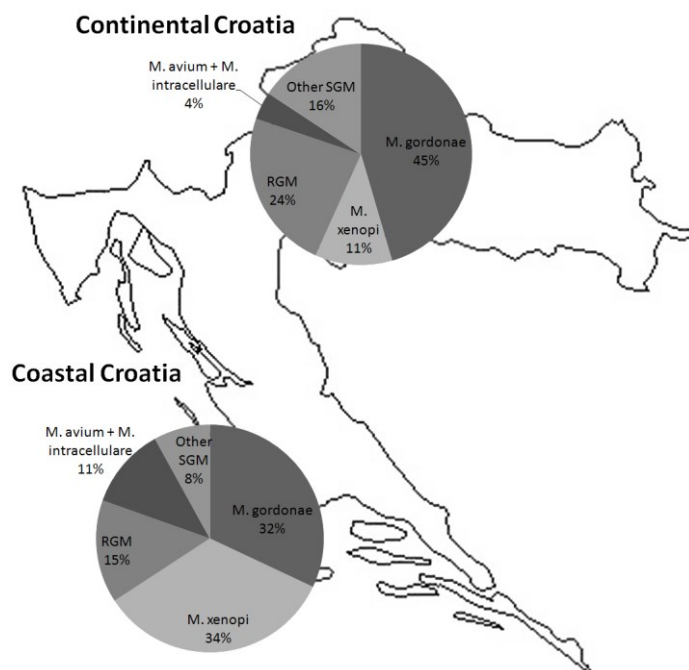 Continental Croatia
M. avium + M.
intracellulare
4%
Other SGM
16%
M. gordonae
45%
RGM
24%
M.
xenopi
11%
Coastal Croatia
M. avium + M.
intracellulare
11%
Other
SGM
8%
M. gordonae
32%
RGM
15%
M. xenopi
34%